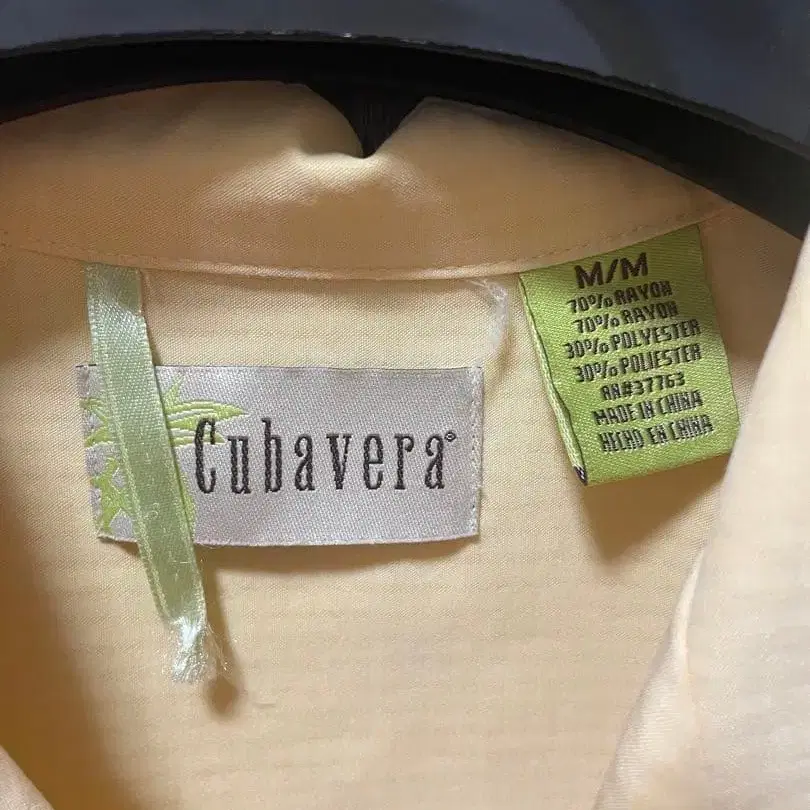 Cubavera®
M/M
70% RAYON
70% RAYON
30% POLYESTER
30% POLIESTER
RN#37763
MADE IN CHINA
HECHO EN CHINA